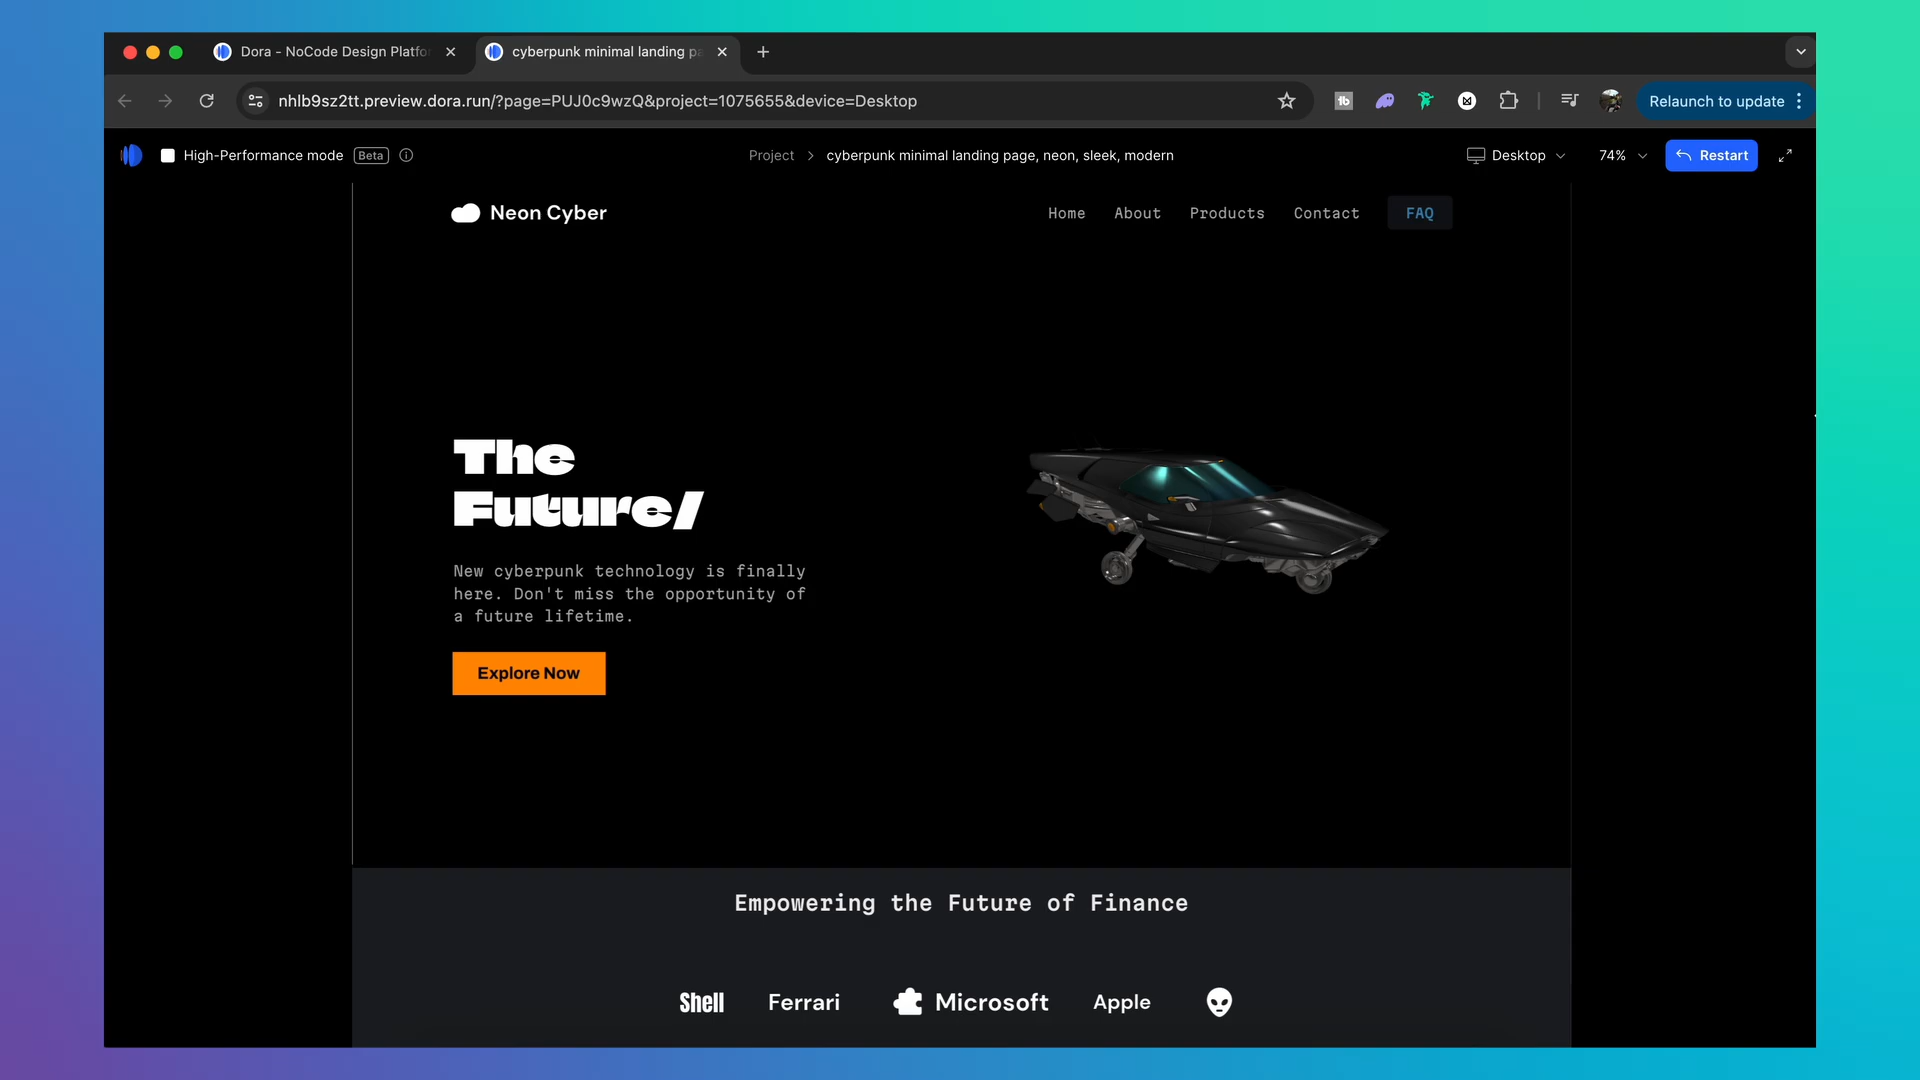 Dora - NoCode Design Platfo
cyberpunk minimal landing p
nhlb9sz2tt.preview.dora.run/?page=PUJ0c9wzQ&project=1075655&device=Desktop
tb
Relaunch to update
High-Performance mode Beta
Project > cyberpunk minimal landing page, neon, sleek, modern
Desktop
74%
Restart
Neon Cyber
Home About Products Contact FAQ
The
Future/
New cyberpunk technology is finally
here. Don't miss the opportunity of
a future lifetime.
Explore Now
Empowering the Future of Finance
Shell Ferrari Microsoft Apple